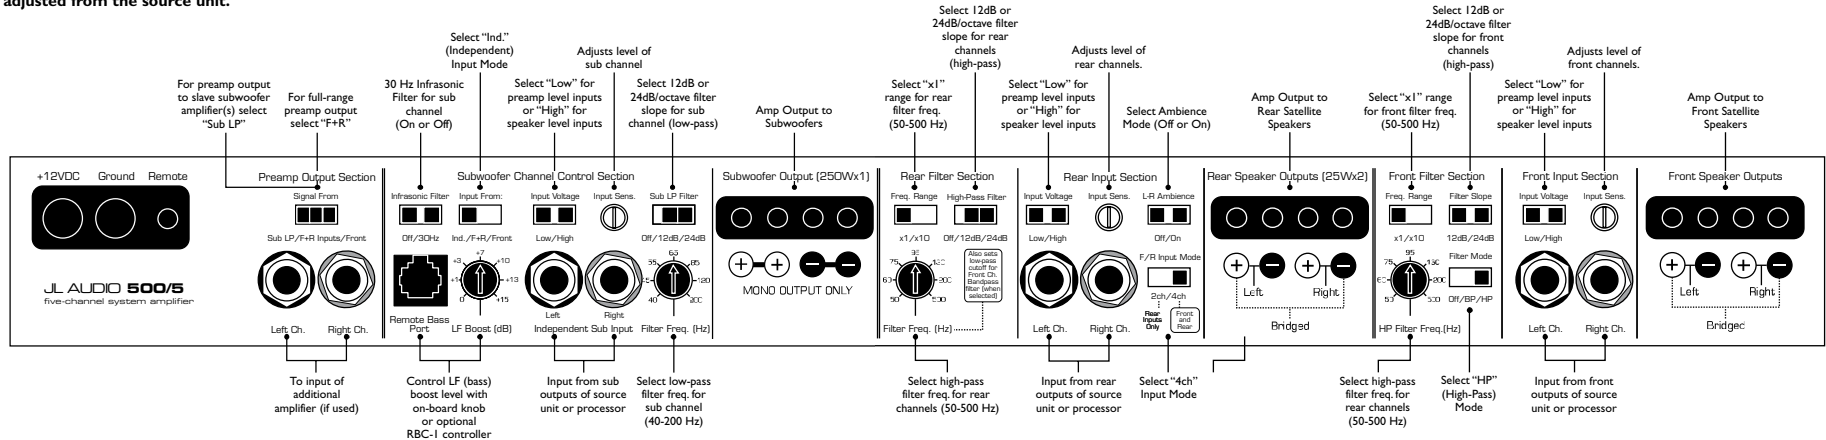 adjusted from the source unit.
For preamp output
to slave subwoofer
amplifier(s) select
“Sub LP”
For full-range
preamp output
select “F+R”
30 Hz Infrasonic
Filter for sub
channel
(On or Off)
Select “Ind.”
(Independent)
Input Mode
Select “Low” for
preamp level inputs
or “High” for
speaker level inputs
Adjusts level of
sub channel
Select 12dB or
24dB/octave filter
slope for sub
channel (low-pass)
Amp Output to
Subwoofers
Select “x1”
range for rear
filter freq.
(50-500 Hz)
Select 12dB or
24dB/octave filter
slope for rear
channels
(high-pass)
Select “Low” for
preamp level inputs
or “High” for
speaker level inputs
Adjusts level of
rear channels.
Select Ambience
Mode (Off or On)
Amp Output to
Rear Satellite
Speakers
Select “x1” range
for front filter freq.
(50-500 Hz)
Select 12dB or
24dB/octave filter
slope for front
channels
(high-pass)
Select “Low” for
preamp level inputs
or “High” for
speaker level inputs
Adjusts level of
front channels.
Amp Output to
Front Satellite
Speakers
+12VDC Ground Remote
JL AUDIO 500/5
five-channel system amplifier
Preamp Output Section
Signal From
Sub LP/F+R Inputs/Front
Left Ch. Right Ch.
Subwoofer Channel Control Section
Infrasonic Filter
Off/30Hz
Input From:
Ind./F+R/Front
Input Voltage
Low/High
Input Sens.
Sub LP Filter
Off/12dB/24dB
Remote Bass
Port
+7
+3 +10
+1 +13
0 +15
LF Boost (dB)
Left Right
Independent Sub Input
65
85
120
40 200
Filter Freq. (Hz)
Subwoofer Output (250Wx1)
+ + − −
MONO OUTPUT ONLY
Rear Filter Section
Freq. Range
x1/x10
High-Pass Filter
Off/12dB/24dB
95
75
200
50 500
Filter Freq. (Hz)
Also sets
low-pass
cutoff for
Front Ch.
Bandpass
filter (when
selected)
Rear Input Section
Input Voltage
Low/High
Input Sens.
L-R Ambience
Off/On
F/R Input Mode
2ch/4ch
Rear
Inputs
Only
Front
and
Rear
Left Ch. Right Ch.
Rear Speaker Outputs (25Wx2)
+ − + −
Left Right
Bridged
Front Filter Section
Freq. Range
x1/x10
Filter Slope
12dB/24dB
95
75
200
50 500
HP Filter Freq.(Hz)
Filter Mode
Off/BP/HP
Front Input Section
Input Voltage
Low/High
Input Sens.
Left Ch. Right Ch.
Front Speaker Outputs
+ − + −
Left Right
Bridged
To input of
additional
amplifier (if used)
Control LF (bass)
boost level with
on-board knob
or optional
RBC-1 controller
Input from sub
outputs of source
unit or processor
Select low-pass
filter freq. for
sub channel
(40-200 Hz)
Select high-pass
filter freq. for rear
channels (50-500 Hz)
Input from rear
outputs of source
unit or processor
Select “4ch”
Input Mode
Select high-pass
filter freq. for
rear channels
(50-500 Hz)
Select “HP”
(High-Pass)
Mode
Input from front
outputs of source
unit or processor